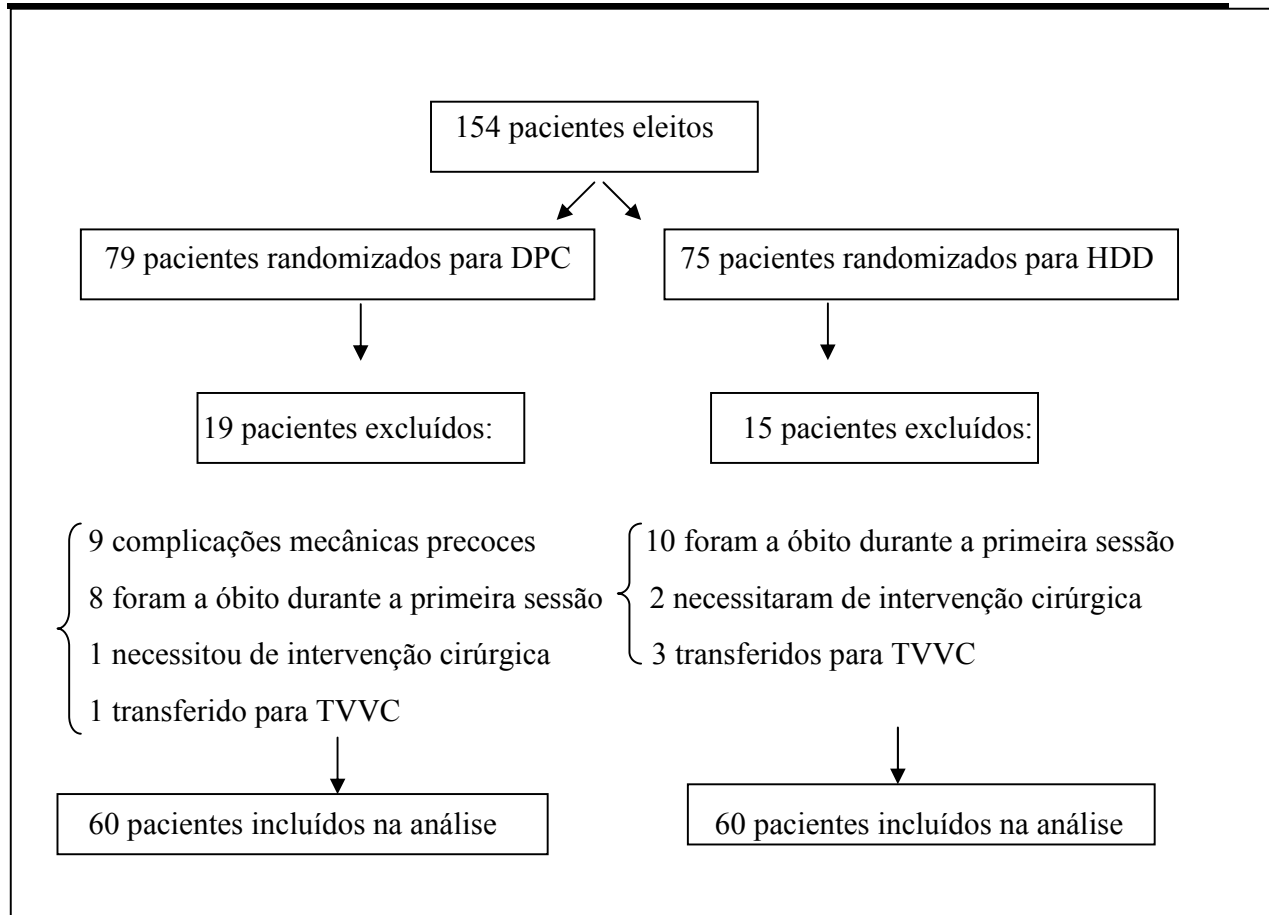 154 pacientes eleitos
79 pacientes randomizados para DPC
75 pacientes randomizados para HDD
19 pacientes excluídos:
15 pacientes excluídos:
9 complicações mecânicas precoces
8 foram a óbito durante a primeira sessão
1 necessitou de intervenção cirúrgica
1 transferido para TVVC
10 foram a óbito durante a primeira sessão
2 necessitaram de intervenção cirúrgica
3 transferidos para TVVC
60 pacientes incluídos na análise
60 pacientes incluídos na análise